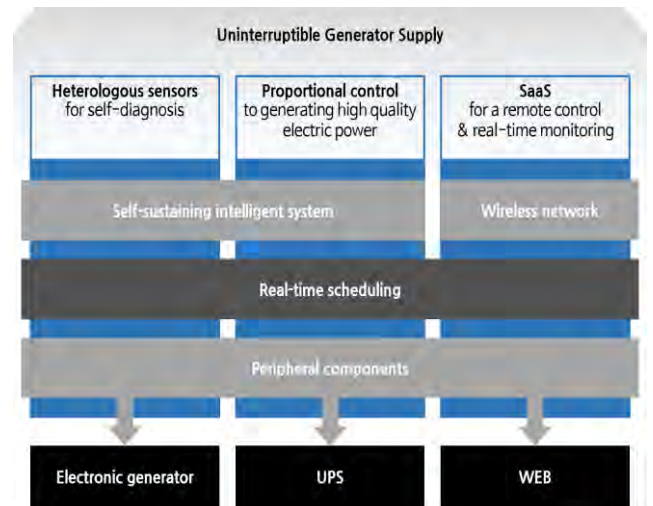 Uninterruptible Generator Supply
Heterologous sensors
for self-diagnosis
Proportional control
to generating high quality
electric power
SaaS
for a remote control
& real-time monitoring
Self-sustaining intelligent system
Wireless network
Real-time scheduling
Peripheral components
Electronic generator
UPS
WEB